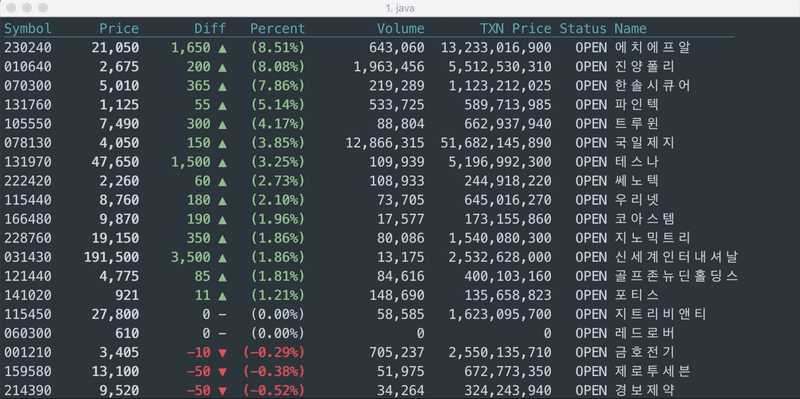 1. java
Symbol Price Diff Percent Volume TXN Price Status Name
230240 21,050 1,650 ▲ (8.51%) 643,060 13,233,016,900 OPEN 에치에프알
010640 2,675 200 ▲ (8.08%) 1,963,456 5,512,530,310 OPEN 진양폴리
070300 5,010 365 ▲ (7.86%) 219,289 1,123,212,025 OPEN 한솔시큐어
131760 1,125 55 ▲ (5.14%) 533,725 589,713,985 OPEN 파인텍
105550 7,490 300 ▲ (4.17%) 88,804 662,937,940 OPEN 트루윈
078130 4,050 150 ▲ (3.85%) 12,866,315 51,682,145,890 OPEN 국일제지
131970 47,650 1,500 ▲ (3.25%) 109,939 5,196,992,300 OPEN 테스나
222420 2,260 60 ▲ (2.73%) 108,933 244,918,220 OPEN 쎄노텍
115440 8,760 180 ▲ (2.10%) 73,705 645,016,270 OPEN 우리넷
166480 9,870 190 ▲ (1.96%) 17,577 173,155,860 OPEN 코아스템
228760 19,150 350 ▲ (1.86%) 80,086 1,540,080,300 OPEN 지노믹트리
031430 191,500 3,500 ▲ (1.86%) 13,175 2,532,628,000 OPEN 신세계인터내셔날
121440 4,775 85 ▲ (1.81%) 84,616 400,103,160 OPEN 골프존뉴딘홀딩스
141020 921 11 ▲ (1.21%) 148,690 135,658,823 OPEN 포티스
115450 27,800 0 – (0.00%) 58,585 1,623,095,700 OPEN 지트리비앤티
060300 610 0 – (0.00%) 0 0 OPEN 레드로버
001210 3,405 -10 ▼ (-0.29%) 705,237 2,550,135,710 OPEN 금호전기
159580 13,100 -50 ▼ (-0.38%) 51,975 672,773,350 OPEN 제로투세븐
214390 9,520 -50 ▼ (-0.52%) 34,264 324,243,940 OPEN 경보제약